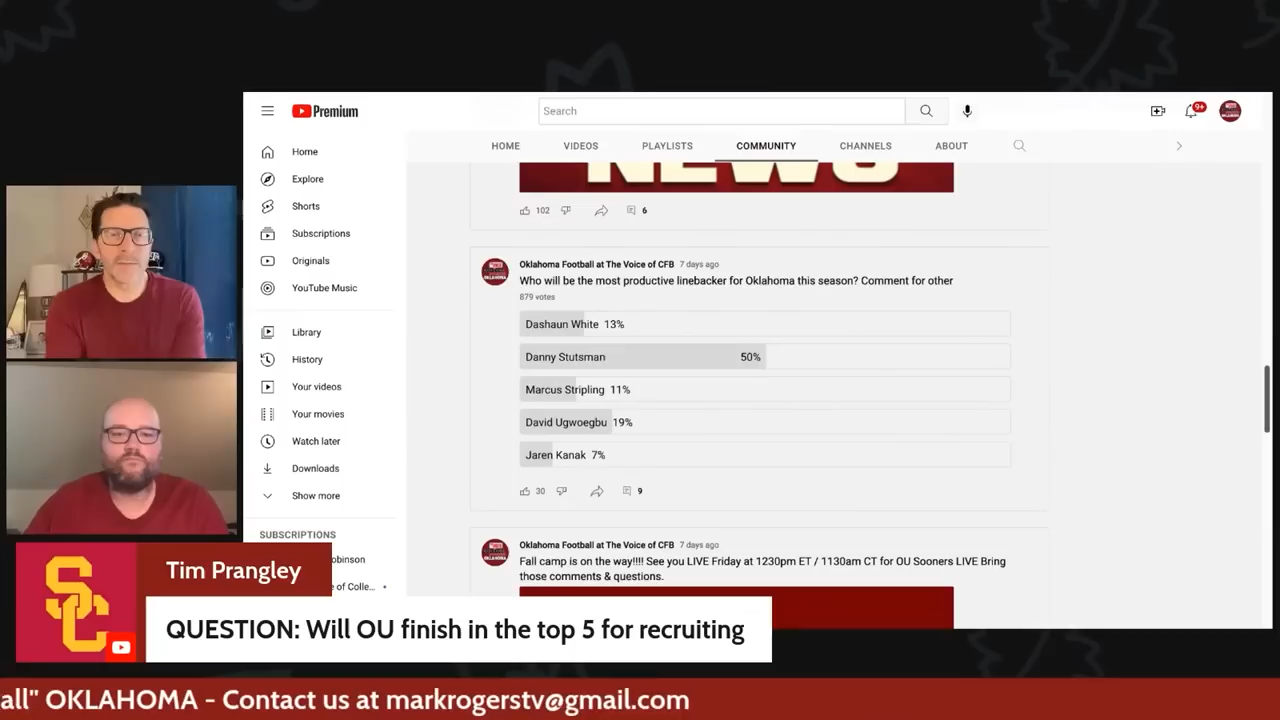 Premium
Search
9+
Home
Explore
Shorts
Subscriptions
Originals
YouTube Music
Library
History
Your videos
Your movies
Watch later
Downloads
Show more
SUBSCRIPTIONS
obinson
e of Colle...
HOME VIDEOS PLAYLISTS COMMUNITY CHANNELS ABOUT
NEWS
102 6
Oklahoma Football at The Voice of CFB 7 days ago
Who will be the most productive linebacker for Oklahoma this season? Comment for other
879 votes
Dashaun White 13%
Danny Stutsman 50%
Marcus Stripling 11%
David Ugwoegbu 19%
Jaren Kanak 7%
30 9
Oklahoma Football at The Voice of CFB 7 days ago
Fall camp is on the way!!!! See you LIVE Friday at 1230pm ET / 1130am CT for OU Sooners LIVE Bring
those comments & questions.
SC
Tim Prangley
QUESTION: Will OU finish in the top 5 for recruiting
all" OKLAHOMA - Contact us at markrogerstv@gmail.com